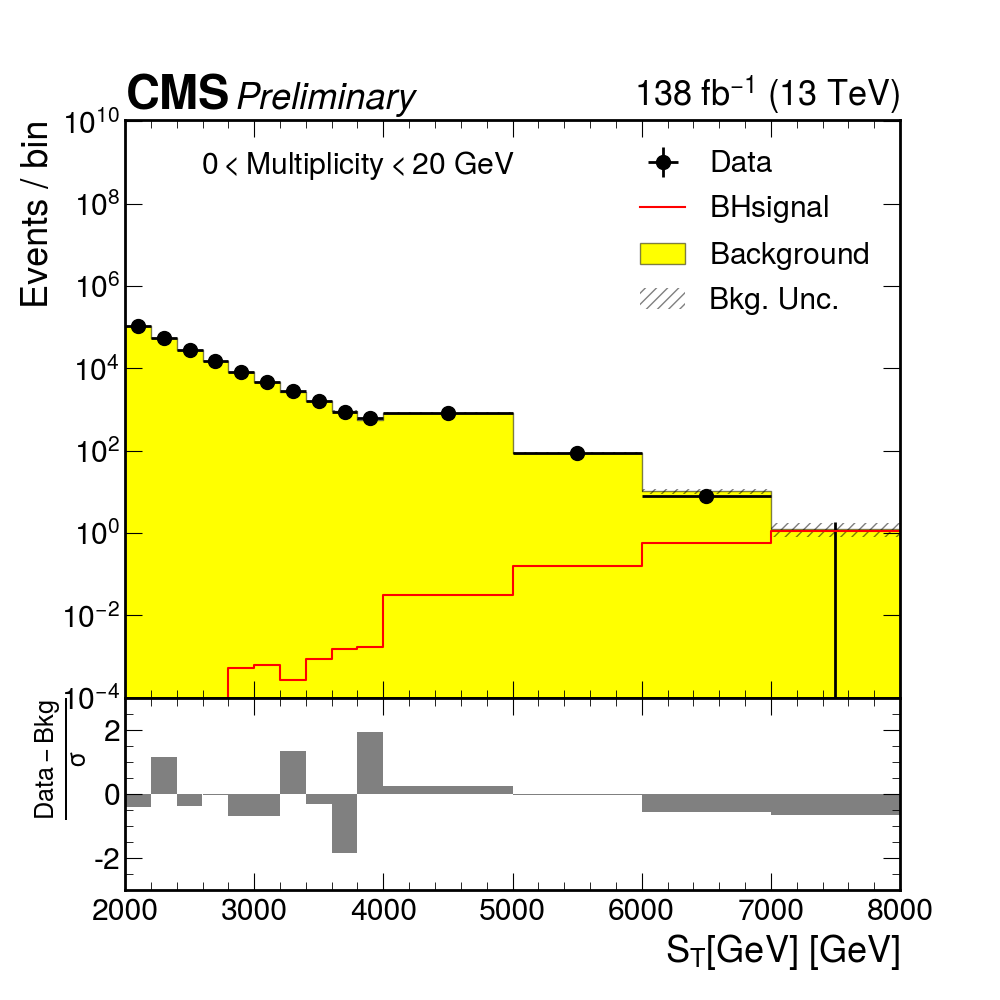 CMS Preliminary 138 fb⁻¹ (13 TeV)
Events / bin
0 < Multiplicity < 20 GeV
Data
BHsignal
Background
Bkg. Unc.
10¹⁰
10⁸
10⁶
10⁴
10²
10⁰
10⁻²
10⁻⁴
Data – Bkg
σ
2
0
-2
2000 3000 4000 5000 6000 7000 8000
S_T[GeV] [GeV]